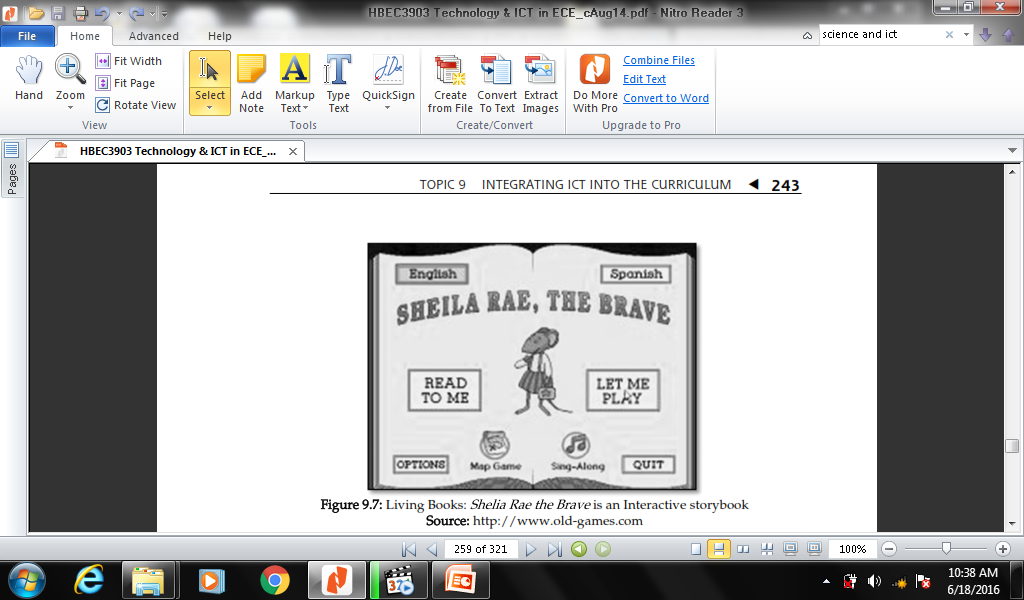 HBEC3903 Technology & ICT in ECE_cAug14.pdf - Nitro Reader 3
File Home Advanced Help
science and ict
Hand
Zoom
Fit Width
Fit Page
Rotate View
View
Select
Add Note
Markup Text
Type Text
QuickSign
Tools
Create from File
Convert To Text
Extract Images
Create/Convert
Do More With Pro
Combine Files
Edit Text
Convert to Word
Upgrade to Pro
HBEC3903 Technology & ICT in ECE_...
Pages
TOPIC 9 INTEGRATING ICT INTO THE CURRICULUM 243
English Spanish
SHEILA RAE, THE BRAVE
READ TO ME
LET ME PLAY
OPTIONS Map Game Sing-Along QUIT
Figure 9.7: Living Books: Shelia Rae the Brave is an Interactive storybook
Source: http://www.old-games.com
259 of 321
100%
321
10:38 AM
6/18/2016